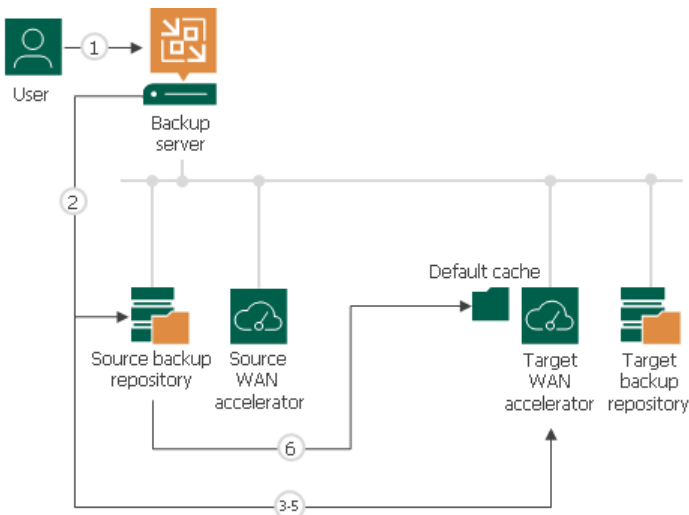 1
User
Backup
server
2
Default cache
Source backup
repository
Source
WAN
accelerator
Target
WAN
accelerator
Target
backup
repository
6
3-5